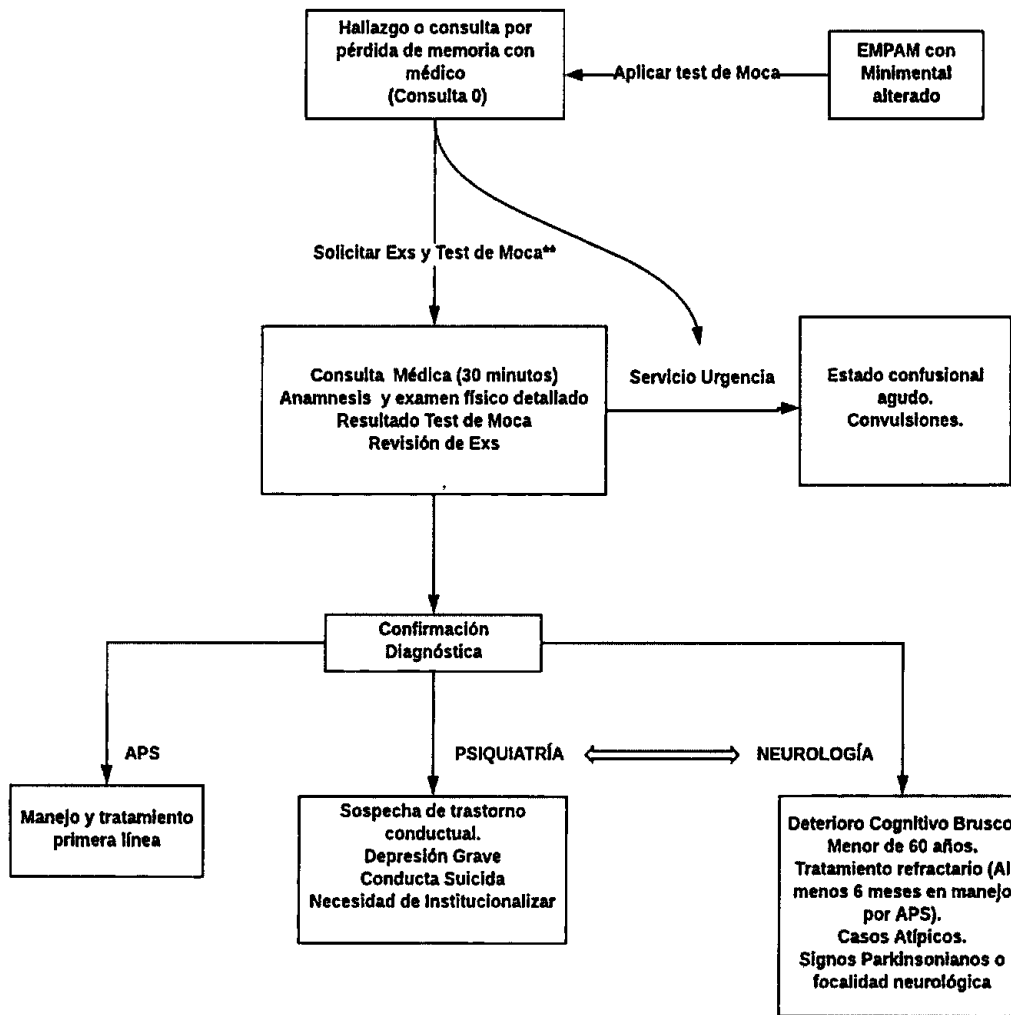 Hallazgo o consulta por
pérdida de memoria con
médico
(Consulta 0)
Aplicar test de Moca
EMPAM con
Minimental
alterado
Solicitar Exs y Test de Moca**
Consulta Médica (30 minutos)
Anamnesis y examen físico detallado
Resultado Test de Moca
Revisión de Exs
Servicio Urgencia
Estado confusional
agudo.
Convulsiones.
Confirmación
Diagnóstica
APS
PSIQUIATRÍA
NEUROLOGÍA
Manejo y tratamiento
primera línea
Sospecha de trastorno
conductual.
Depresión Grave
Conducta Suicida
Necesidad de Institucionalizar
Deterioro Cognitivo Brusco
Menor de 60 años.
Tratamiento refractario (Al
menos 6 meses en manejo
por APS).
Casos Atípicos.
Signos Parkinsonianos o
focalidad neurológica